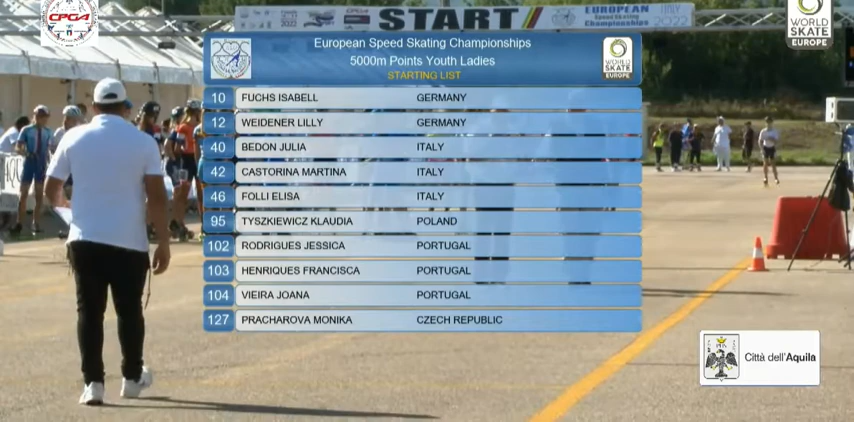 CPGA
2022
START
EUROPEAN
Speed Skating
Championships
2022
WORLD
SKATE
EUROPE
European Speed Skating Championships
5000m Points Youth Ladies
STARTING LIST
WORLD
SKATE
EUROPE
10 FUCHS ISABELL GERMANY
12 WEIDENER LILLY GERMANY
40 BEDON JULIA ITALY
42 CASTORINA MARTINA ITALY
46 FOLLI ELISA ITALY
95 TYSZKIEWICZ KLAUDIA POLAND
102 RODRIGUES JESSICA PORTUGAL
103 HENRIQUES FRANCISCA PORTUGAL
104 VIEIRA JOANA PORTUGAL
127 PRACHAROVA MONIKA CZECH REPUBLIC
Città dell'Aquila